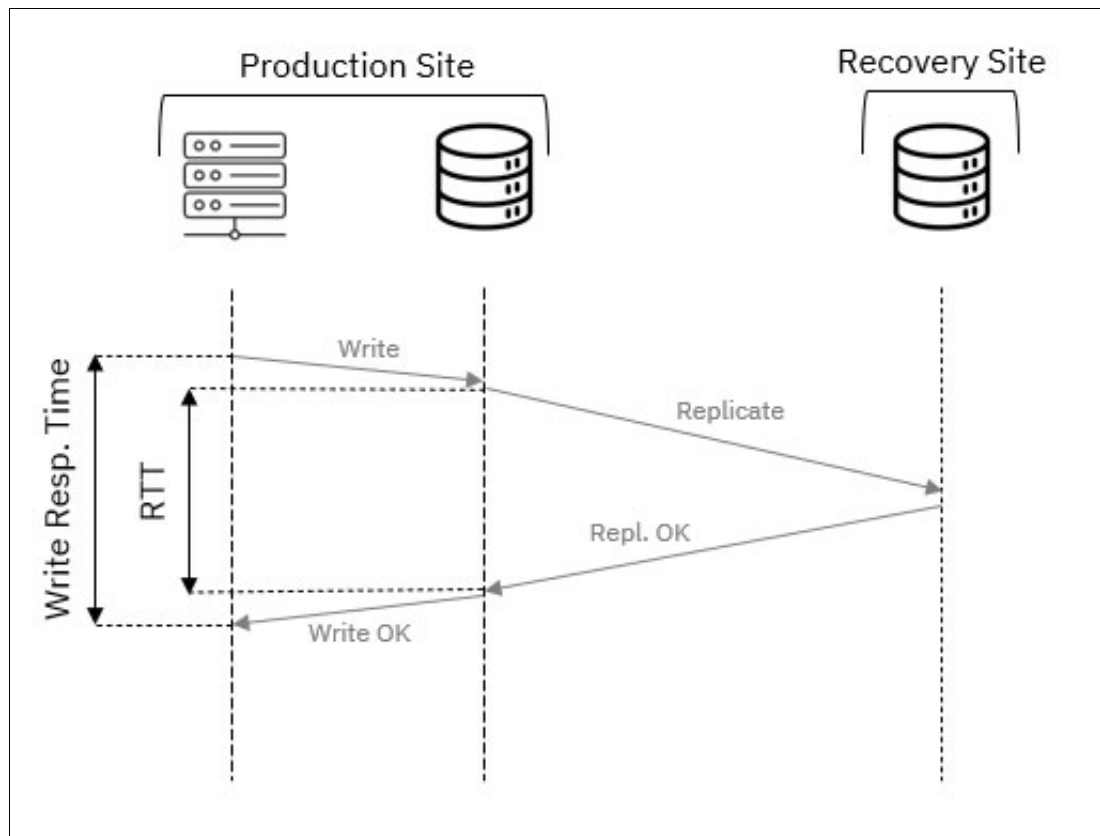 Production Site
Recovery Site
Write
Replicate
Write Resp. Time
RTT
Repl. OK
Write OK